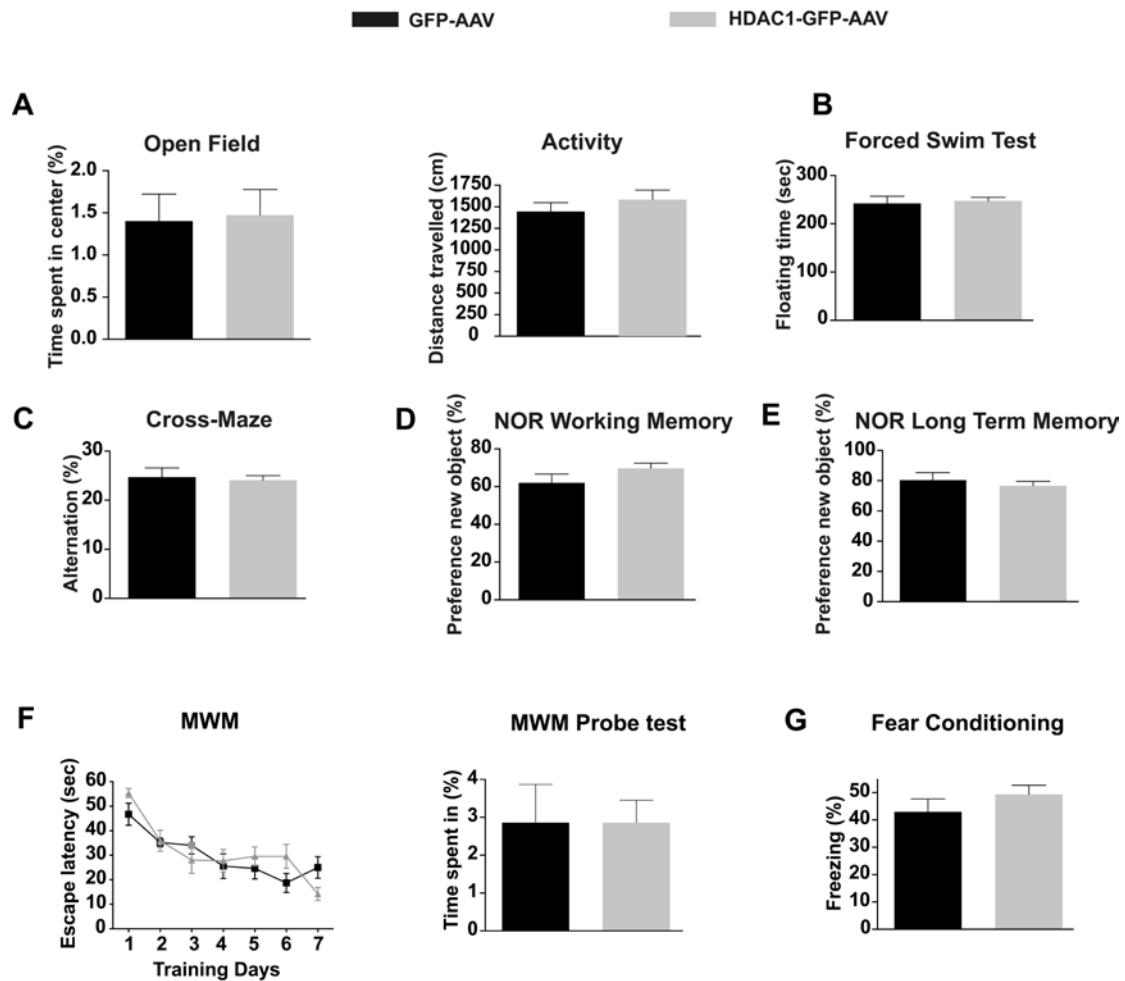 GFP-AAV
HDAC1-GFP-AAV
A
Open Field
Time spent in center (%)
2.0
1.5
1.0
0.5
0.0
Activity
Distance travelled (cm)
1750
1500
1250
1000
750
500
250
0
B
Forced Swim Test
Floating time (sec)
300
200
100
0
C
Cross-Maze
Alternation (%)
30
20
10
0
D
NOR Working Memory
Preference new object (%)
80
60
40
20
0
E
NOR Long Term Memory
Preference new object (%)
100
80
60
40
20
0
F
MWM
Escape latency (sec)
60
50
40
30
20
10
0
1 2 3 4 5 6 7
Training Days
MWM Probe test
Time spent in (%)
4
3
2
1
0
G
Fear Conditioning
Freezing (%)
50
40
30
20
10
0